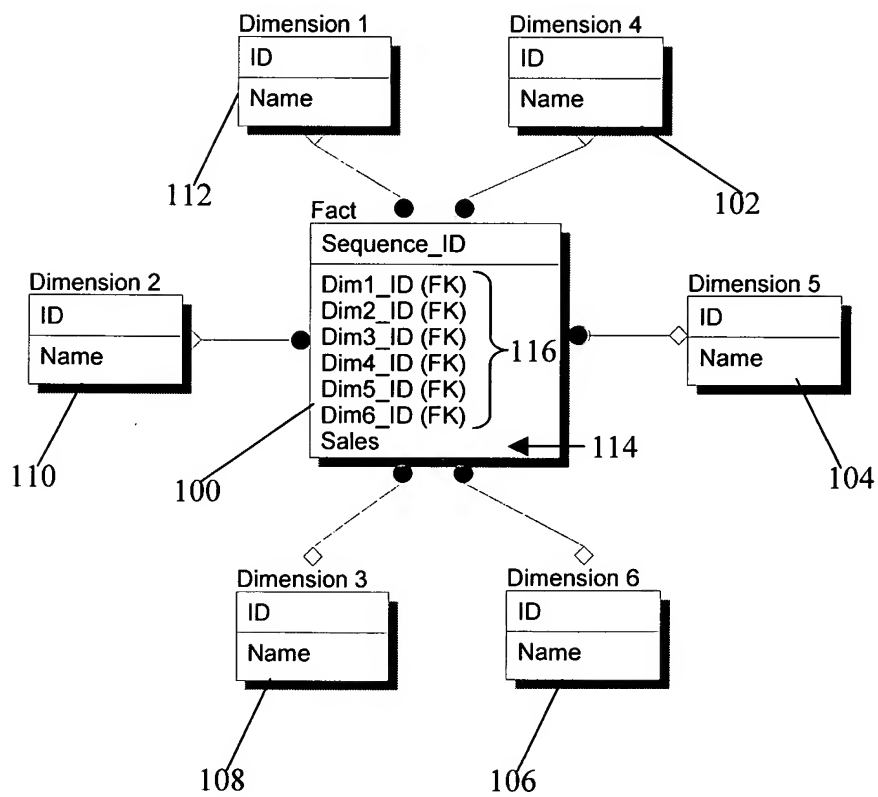 Dimension 1
ID
Name
112
Dimension 4
ID
Name
102
Fact
Sequence_ID
Dim1_ID (FK)
Dim2_ID (FK)
Dim3_ID (FK)
Dim4_ID (FK)
Dim5_ID (FK)
Dim6_ID (FK)
Sales
116
114
100
Dimension 2
ID
Name
110
Dimension 5
ID
Name
104
Dimension 3
ID
Name
108
Dimension 6
ID
Name
106